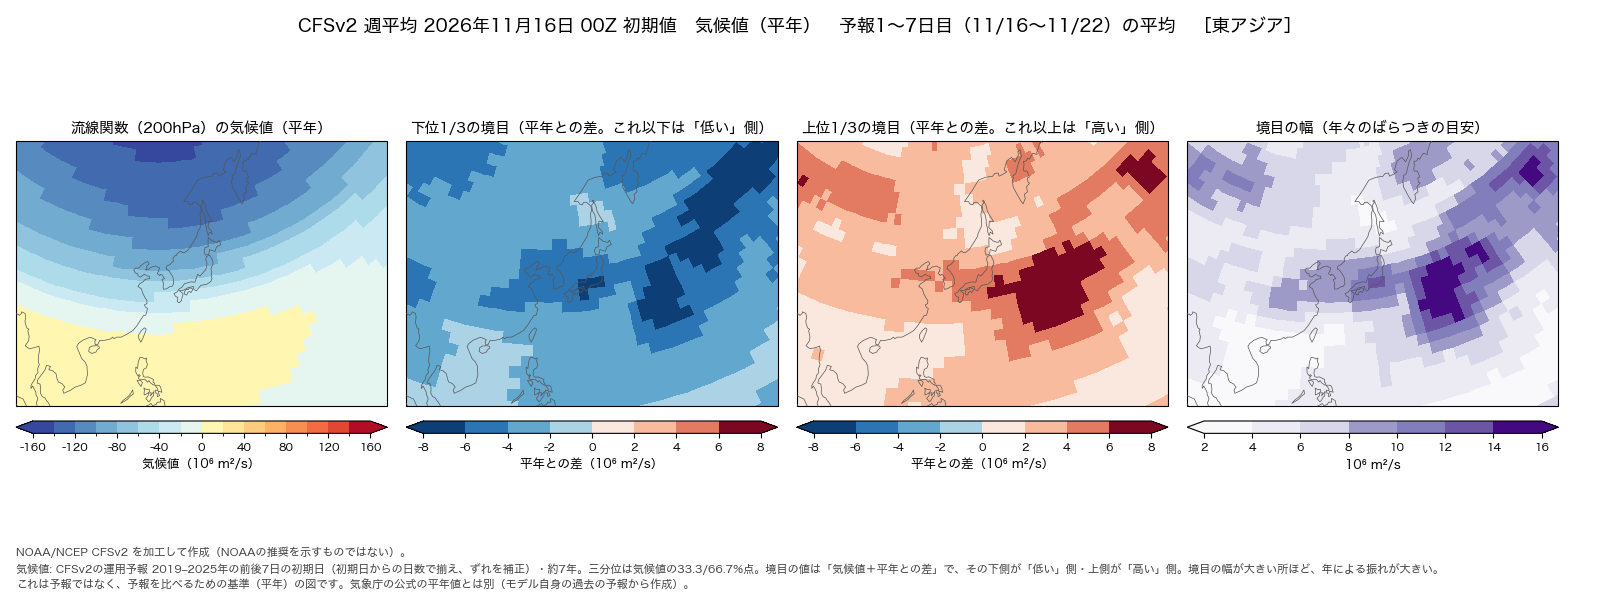 CFSv2 週平均 2026年11月16日 00Z 初期値　気候値（平年）　予報1～7日目（11/16～11/22）の平均　［東アジア］
流線関数（200hPa）の気候値（平年）
下位1/3の境目（平年との差。これ以下は「低い」側）
上位1/3の境目（平年との差。これ以上は「高い」側）
境目の幅（年々のばらつきの目安）
-160 -120 -80 -40 0 40 80 120 160
気候値（10⁶ m²/s）
-8 -6 -4 -2 0 2 4 6 8
平年との差（10⁶ m²/s）
-8 -6 -4 -2 0 2 4 6 8
平年との差（10⁶ m²/s）
2 4 6 8 10 12 14 16
10⁶ m²/s
NOAA/NCEP CFSv2 を加工して作成（NOAAの推奨を示すものではない）。
気候値: CFSv2の運用予報 2019–2025年の前後7日の初期日（初期日からの日数で揃え、ずれを補正）・約7年。三分位は気候値の33.3/66.7%点。境目の値は「気候値＋平年との差」で、その下側が「低い」側・上側が「高い」側。境目の幅が大きい所ほど、年による振れが大きい。
これは予報ではなく、予報を比べるための基準（平年）の図です。気象庁の公式の平年値とは別（モデル自身の過去の予報から作成）。